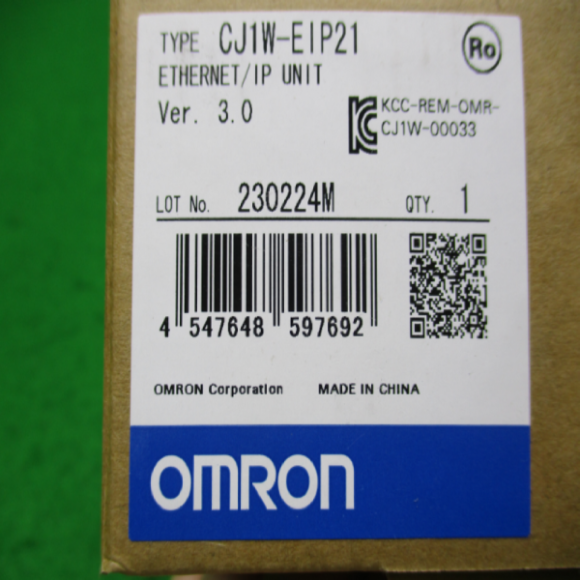 TYPE CJ1W-EIP21
Ro
ETHERNET/IP UNIT
Ver. 3.0
KCC-REM-OMR-
CJ1W-00033
LOT No. 230224M QTY. 1
4 547648 597692
OMRON Corporation MADE IN CHINA
OMRON